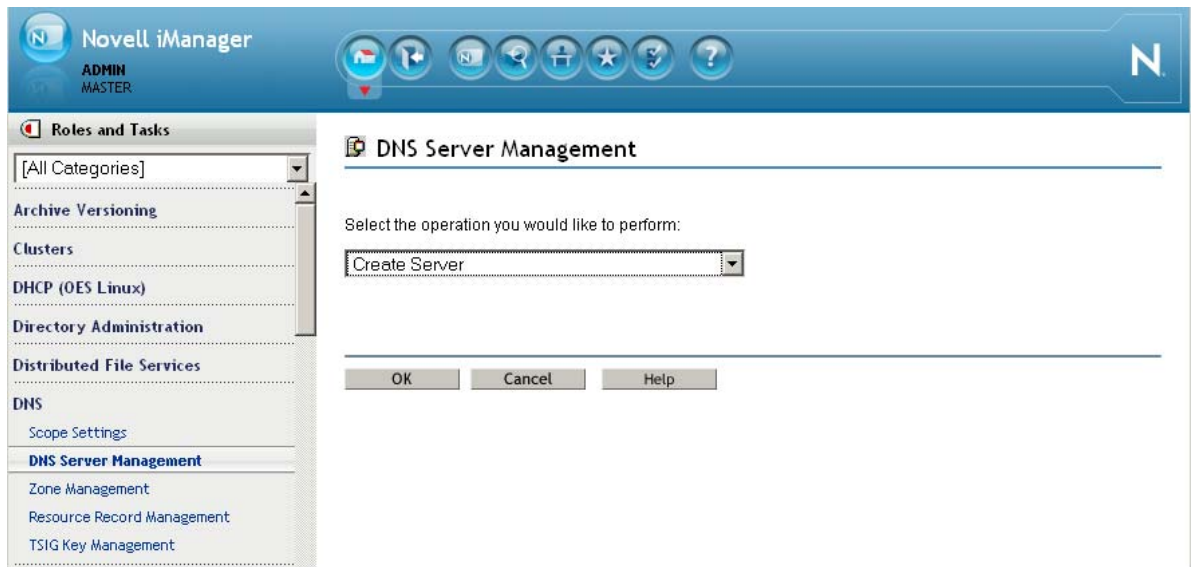 Novell iManager
ADMIN
MASTER
N
N
?
N
Roles and Tasks
[All Categories]
Archive Versioning
Clusters
DHCP (OES Linux)
Directory Administration
Distributed File Services
DNS
Scope Settings
DNS Server Management
Zone Management
Resource Record Management
TSIG Key Management
DNS Server Management
Select the operation you would like to perform:
Create Server
OK Cancel Help